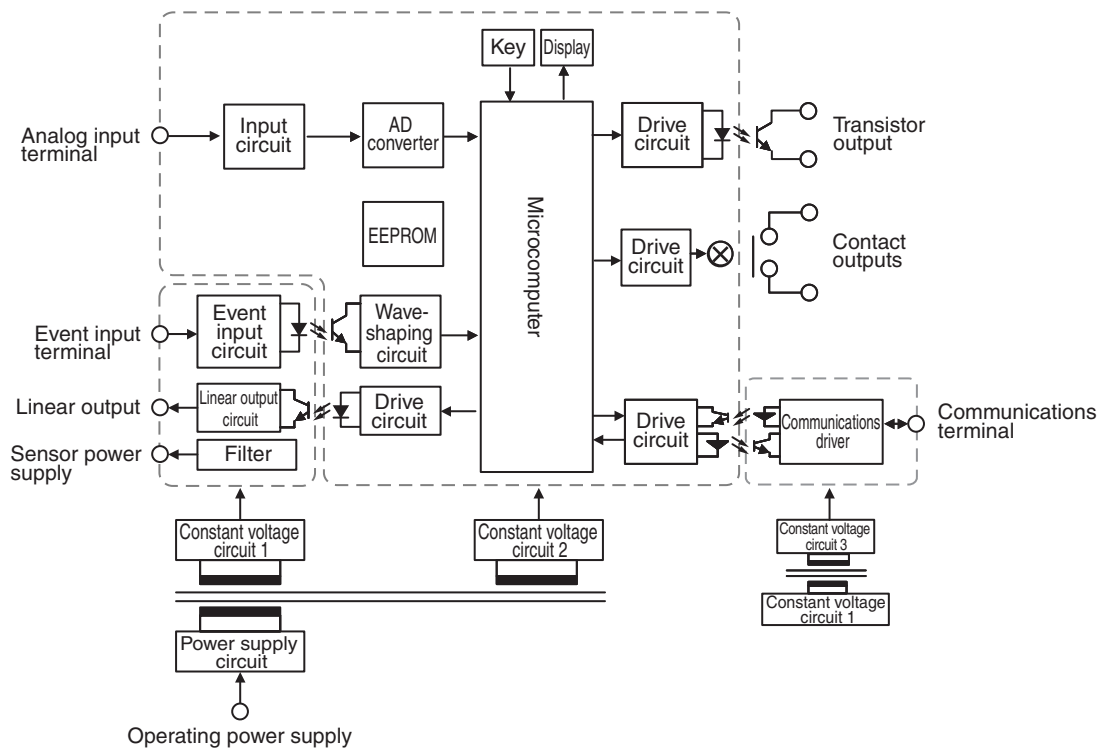 Key
Display
Analog input
terminal
Input
circuit
AD
converter
Drive
circuit
Transistor
output
EEPROM
Microcomputer
Drive
circuit
Contact
outputs
Event input
terminal
Event
input
circuit
Wave-
shaping
circuit
Linear output
Linear output
circuit
Drive
circuit
Drive
circuit
Communications
driver
Communications
terminal
Sensor power
supply
Filter
Constant voltage
circuit 1
Constant voltage
circuit 2
Constant voltage
circuit 3
Constant voltage
circuit 1
Power supply
circuit
Operating power supply